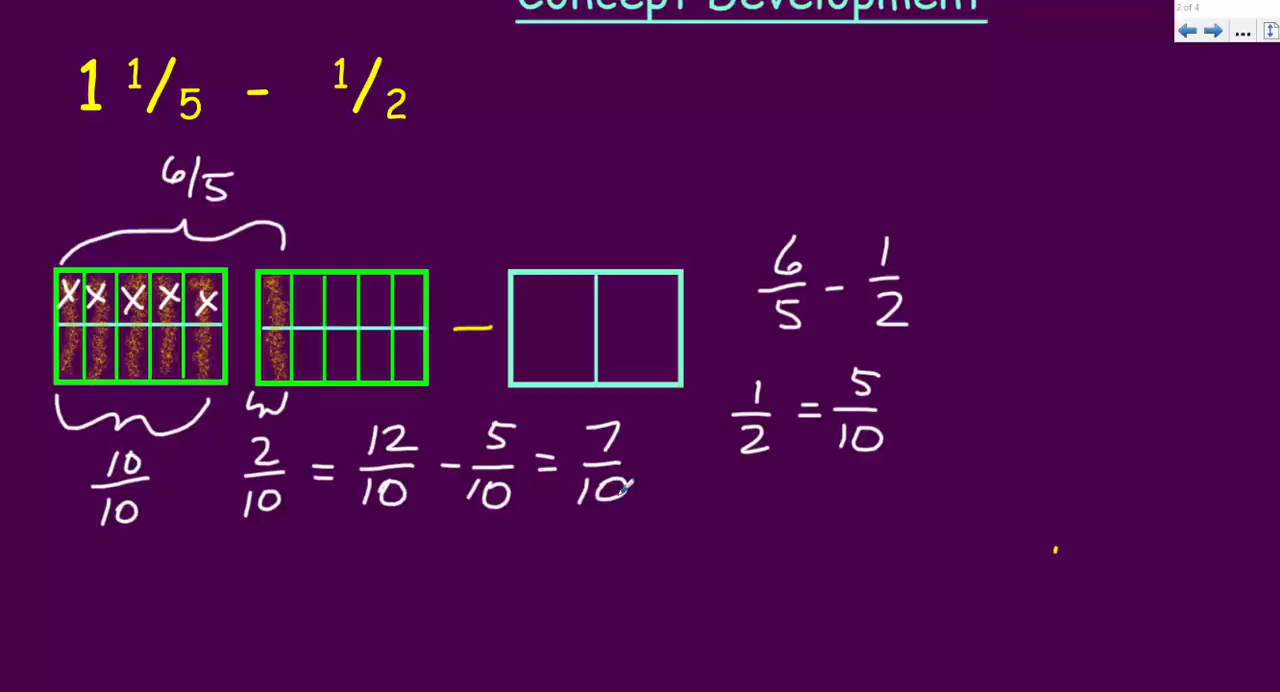 Concept Development
2 of 4
1 1/5 - 1/2
6/5
X X X X X
6/5 - 1/2
1/2 = 5/10
10/10 2/10 = 12/10 - 5/10 = 7/10